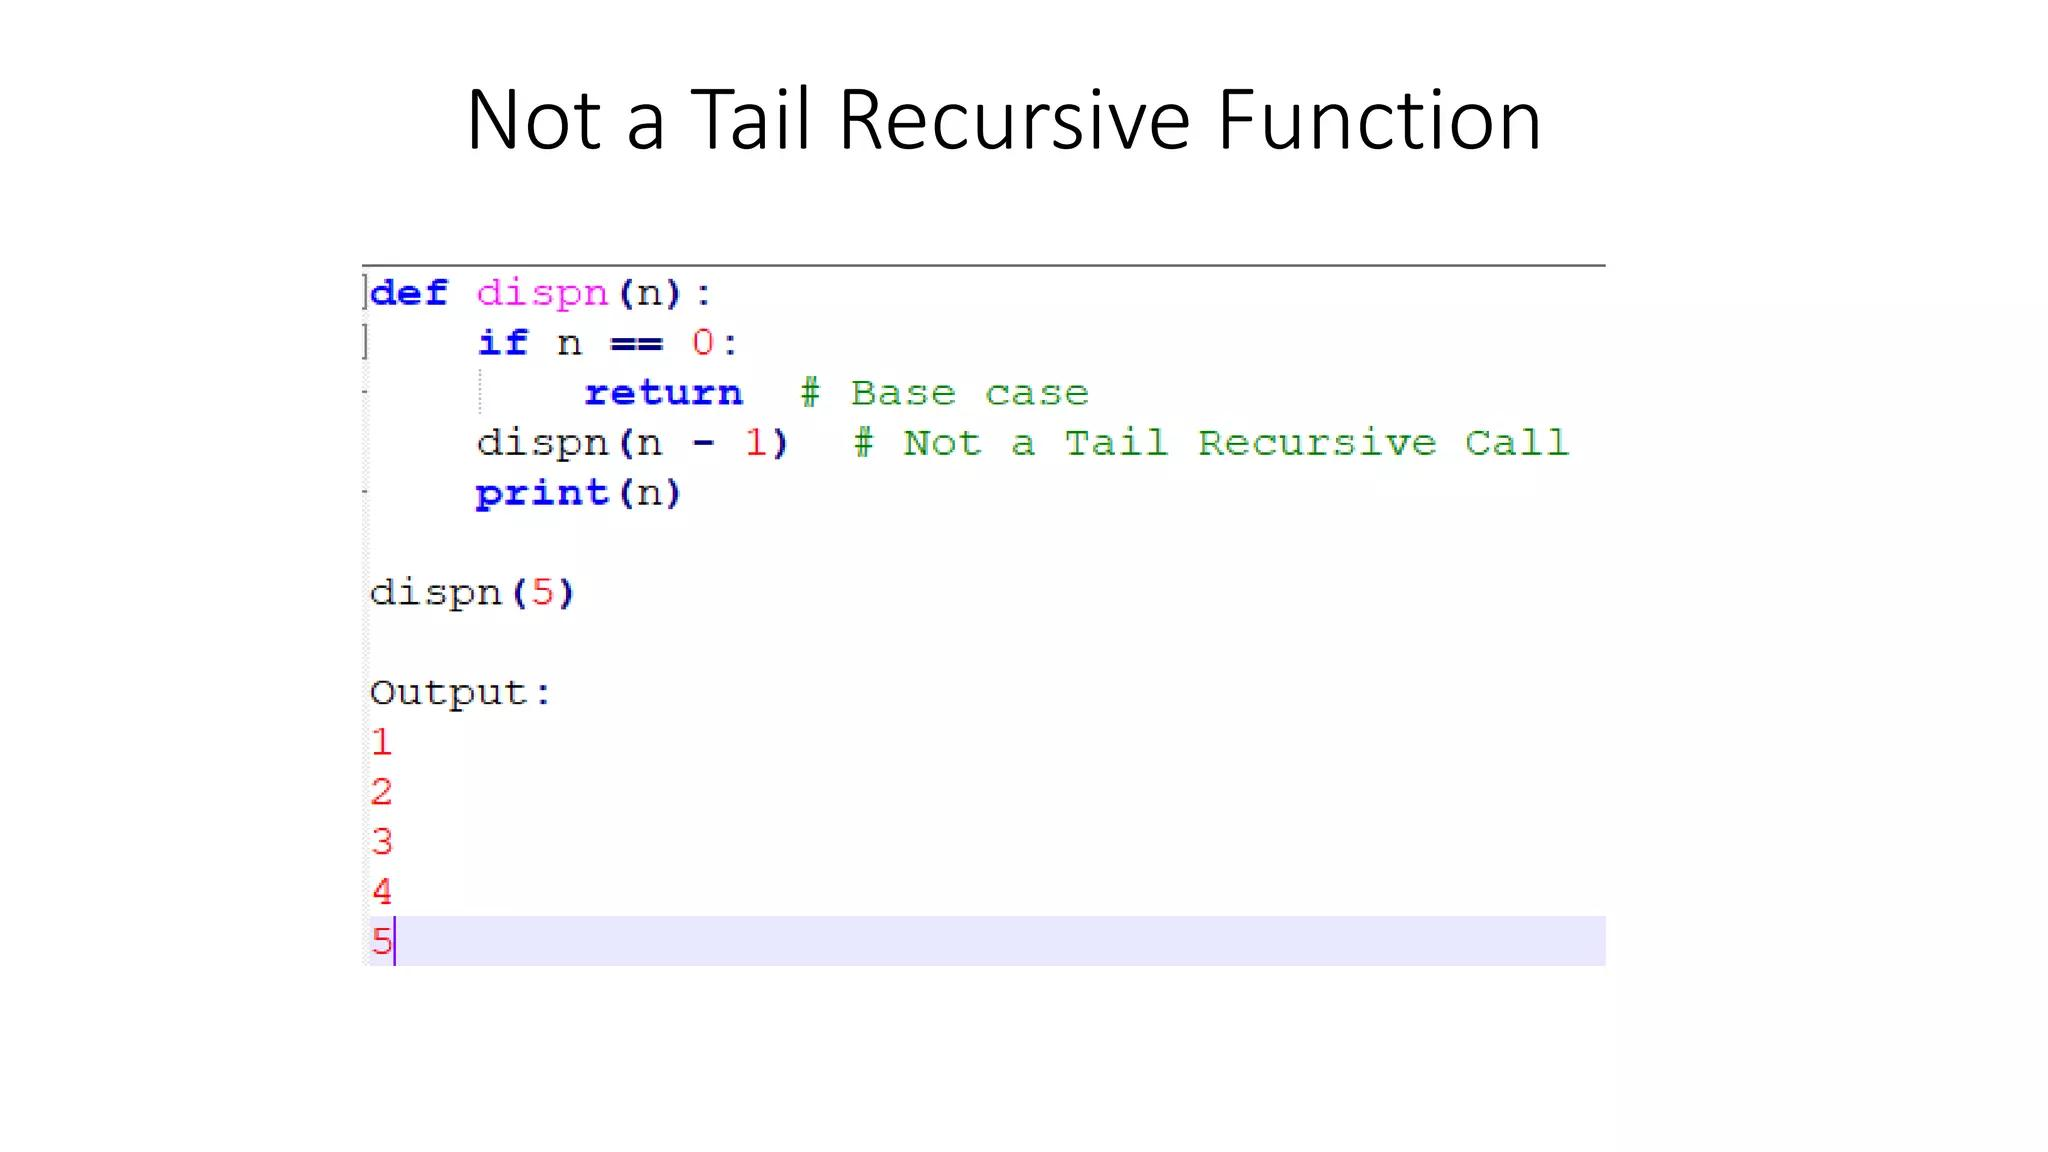 Not a Tail Recursive Function
def dispn(n):
    if n == 0:
        return  # Base case
    dispn(n - 1)  # Not a Tail Recursive Call
    print(n)
dispn(5)
Output:
1
2
3
4
5